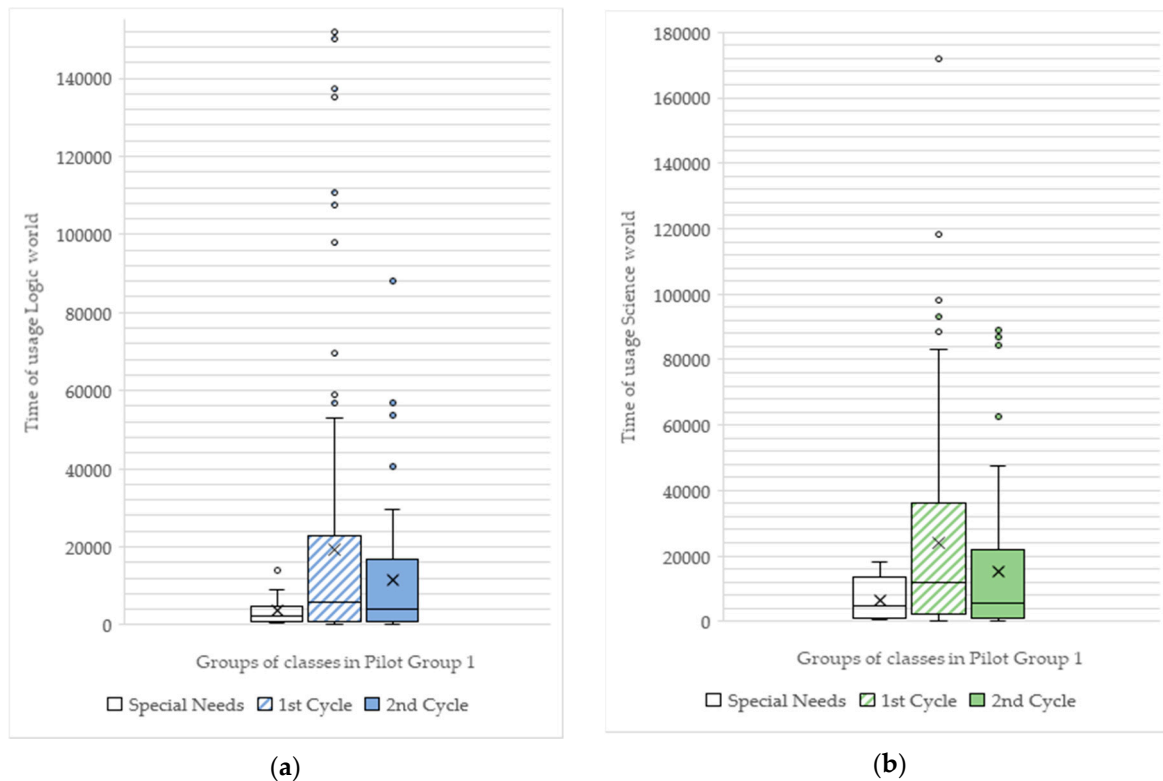 Time of usage Logic world
140000
120000
100000
80000
60000
40000
20000
0
Groups of classes in Pilot Group 1
Special Needs 1st Cycle 2nd Cycle
(a)
Time of usage Science world
180000
160000
140000
120000
100000
80000
60000
40000
20000
0
Groups of classes in Pilot Group 1
Special Needs 1st Cycle 2nd Cycle
(b)